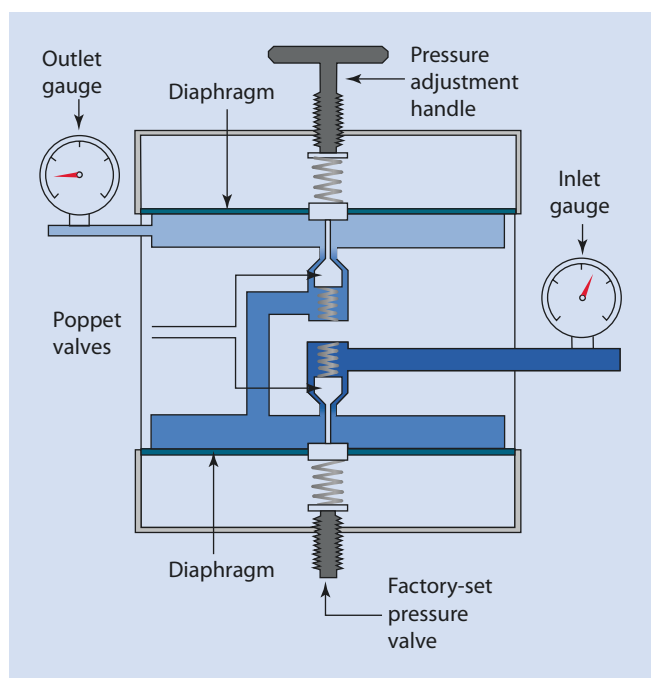 Outlet
gauge
Diaphragm
Pressure
adjustment
handle
Inlet
gauge
Poppet
valves
Diaphragm
Factory-set
pressure
valve